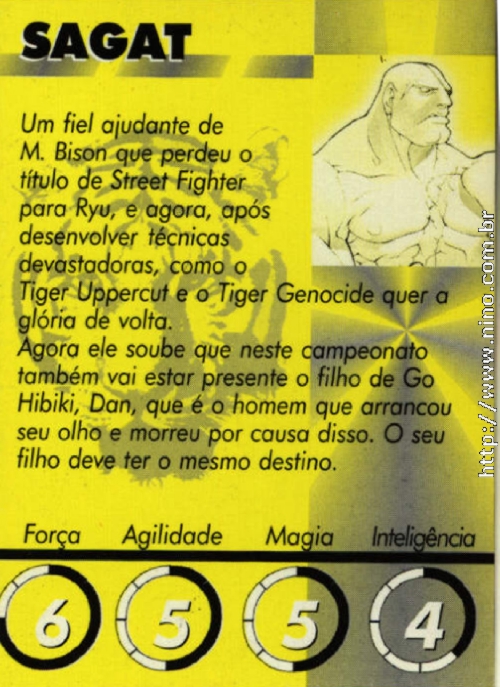 SAGAT
Um fiel ajudante de
M. Bison que perdeu o
título de Street Fighter
para Ryu, e agora, após
desenvolver técnicas
devastadoras, como o
Tiger Uppercut e o Tiger Genocide quer a
glória de volta.
Agora ele soube que neste campeonato
também vai estar presente o filho de Go
Hibiki, Dan, que é o homem que arrancou
seu olho e morreu por causa disso. O seu
filho deve ter o mesmo destino.
Força Agilidade Magia Inteligência
6 5 5 4
http://www.nimo.com.br